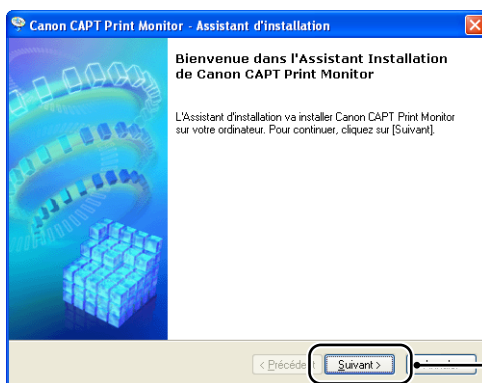 Canon CAPT Print Monitor - Assistant d'installation
Bienvenue dans l'Assistant Installation
de Canon CAPT Print Monitor
L'Assistant d'installation va installer Canon CAPT Print Monitor
sur votre ordinateur. Pour continuer, cliquez sur [Suivant].
< Précéde Suivant >